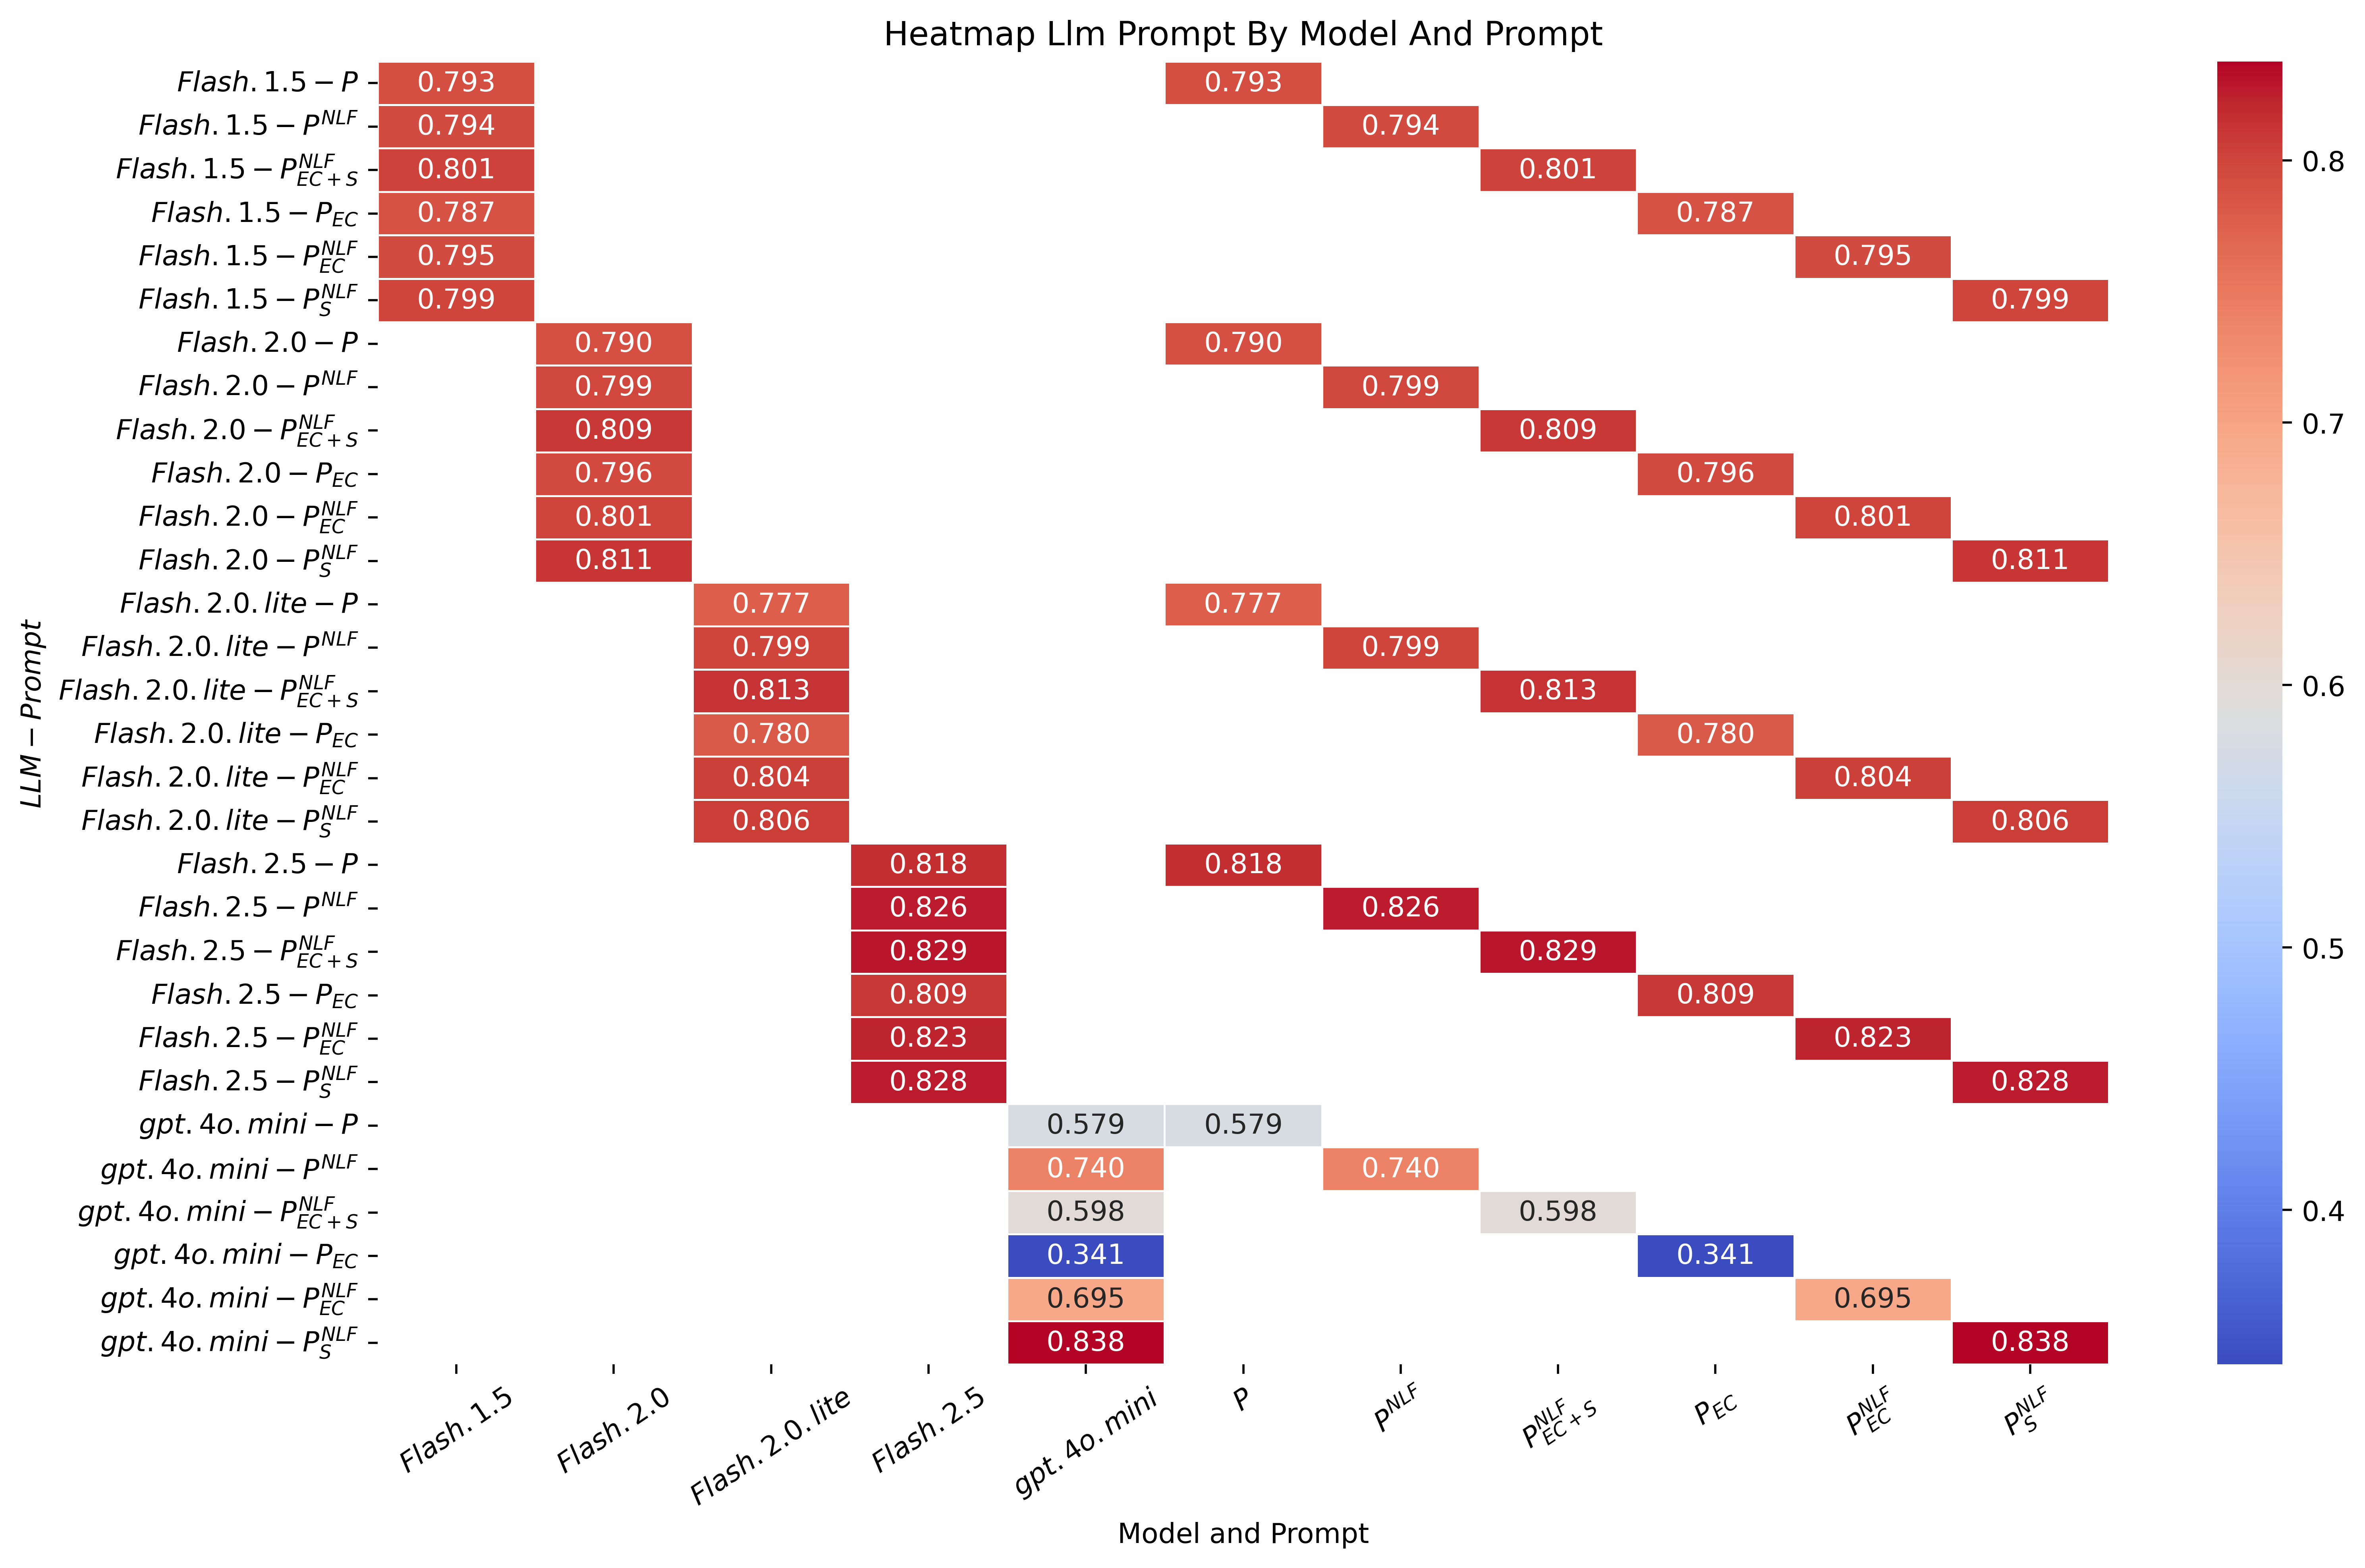 Heatmap Llm Prompt By Model And Prompt
Flash.1.5 − P 0.793 0.793
Flash.1.5 − P^{NLF} 0.794 0.794
Flash.1.5 − P^{NLF}_{EC+S} 0.801 0.801
Flash.1.5 − P_{EC} 0.787 0.787
Flash.1.5 − P^{NLF}_{EC} 0.795 0.795
Flash.1.5 − P^{NLF}_{S} 0.799 0.799
Flash.2.0 − P 0.790 0.790
Flash.2.0 − P^{NLF} 0.799 0.799
Flash.2.0 − P^{NLF}_{EC+S} 0.809 0.809
Flash.2.0 − P_{EC} 0.796 0.796
Flash.2.0 − P^{NLF}_{EC} 0.801 0.801
Flash.2.0 − P^{NLF}_{S} 0.811 0.811
Flash.2.0.lite − P 0.777 0.777
Flash.2.0.lite − P^{NLF} 0.799 0.799
Flash.2.0.lite − P^{NLF}_{EC+S} 0.813 0.813
Flash.2.0.lite − P_{EC} 0.780 0.780
Flash.2.0.lite − P^{NLF}_{EC} 0.804 0.804
Flash.2.0.lite − P^{NLF}_{S} 0.806 0.806
Flash.2.5 − P 0.818 0.818
Flash.2.5 − P^{NLF} 0.826 0.826
Flash.2.5 − P^{NLF}_{EC+S} 0.829 0.829
Flash.2.5 − P_{EC} 0.809 0.809
Flash.2.5 − P^{NLF}_{EC} 0.823 0.823
Flash.2.5 − P^{NLF}_{S} 0.828 0.828
gpt.4o.mini − P 0.579 0.579
gpt.4o.mini − P^{NLF} 0.740 0.740
gpt.4o.mini − P^{NLF}_{EC+S} 0.598 0.598
gpt.4o.mini − P_{EC} 0.341 0.341
gpt.4o.mini − P^{NLF}_{EC} 0.695 0.695
gpt.4o.mini − P^{NLF}_{S} 0.838 0.838
LLM − Prompt
Flash.1.5 Flash.2.0 Flash.2.0.lite Flash.2.5 gpt.4o.mini P P^{NLF} P^{NLF}_{EC+S} P_{EC} P^{NLF}_{EC} P^{NLF}_{S}
Model and Prompt
0.8
0.7
0.6
0.5
0.4